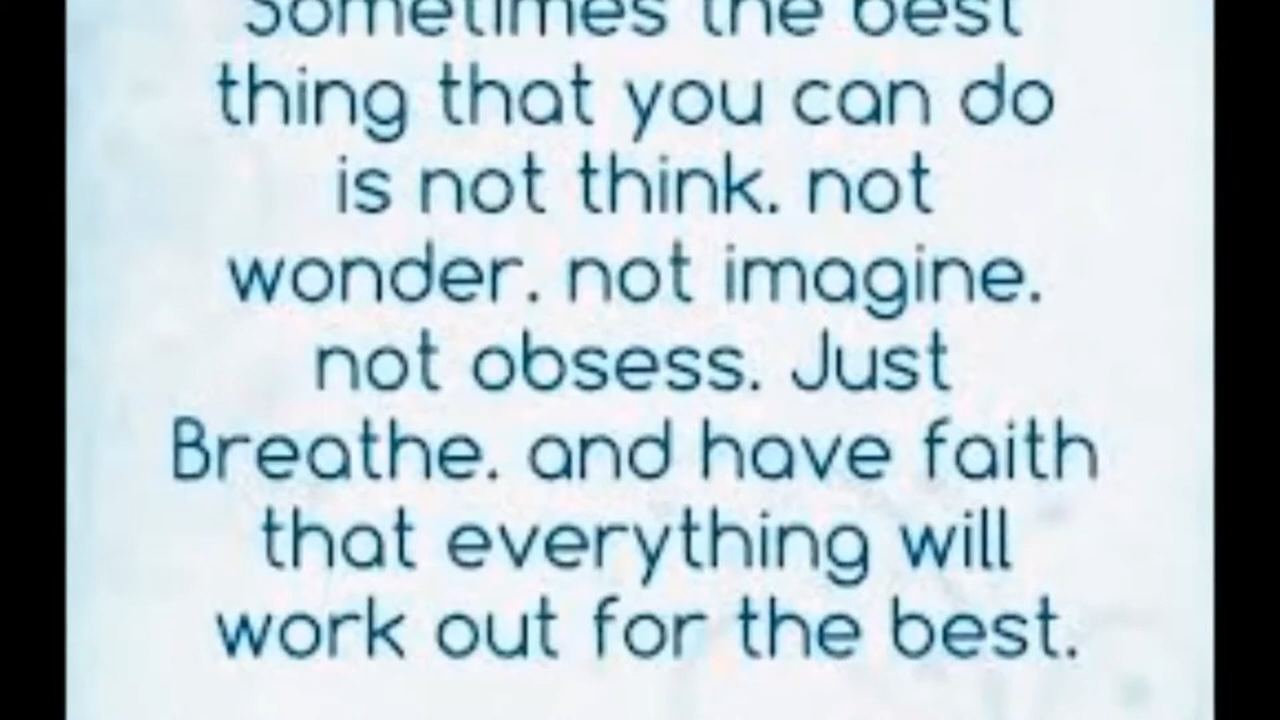 Sometimes the best
thing that you can do
is not think. not
wonder. not imagine.
not obsess. Just
Breathe. and have faith
that everything will
work out for the best.